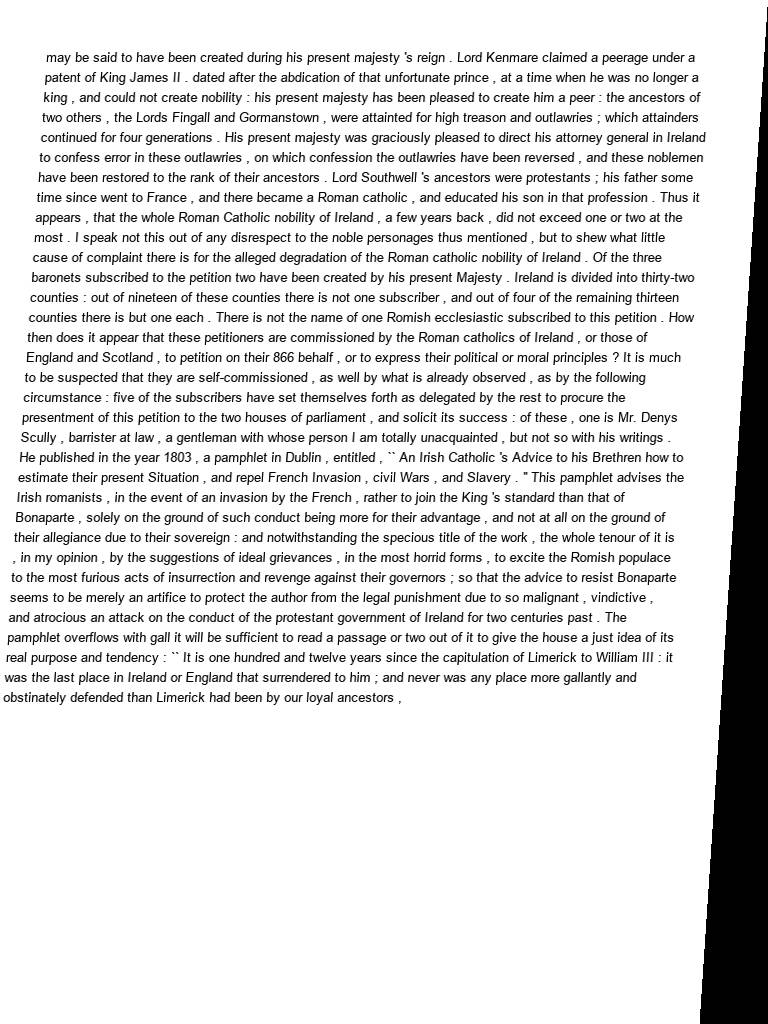 may be said to have been created during his present majesty 's reign . Lord Kenmare claimed a peerage under a
patent of King James II . dated after the abdication of that unfortunate prince , at a time when he was no longer a
king , and could not create nobility : his present majesty has been pleased to create him a peer : the ancestors of
two others , the Lords Fingall and Gormanstown , were attainted for high treason and outlawries ; which attainders
continued for four generations . His present majesty was graciously pleased to direct his attorney general in Ireland
to confess error in these outlawries , on which confession the outlawries have been reversed , and these noblemen
have been restored to the rank of their ancestors . Lord Southwell 's ancestors were protestants ; his father some
time since went to France , and there became a Roman catholic , and educated his son in that profession . Thus it
appears , that the whole Roman Catholic nobility of Ireland , a few years back , did not exceed one or two at the
most . I speak not this out of any disrespect to the noble personages thus mentioned , but to shew what little
cause of complaint there is for the alleged degradation of the Roman catholic nobility of Ireland . Of the three
baronets subscribed to the petition two have been created by his present Majesty . Ireland is divided into thirty-two
counties : out of nineteen of these counties there is not one subscriber , and out of four of the remaining thirteen
counties there is but one each . There is not the name of one Romish ecclesiastic subscribed to this petition . How
then does it appear that these petitioners are commissioned by the Roman catholics of Ireland , or those of
England and Scotland , to petition on their 866 behalf , or to express their political or moral principles ? It is much
to be suspected that they are self-commissioned , as well by what is already observed , as by the following
circumstance : five of the subscribers have set themselves forth as delegated by the rest to procure the
presentment of this petition to the two houses of parliament , and solicit its success : of these , one is Mr. Denys
Scully , barrister at law , a gentleman with whose person I am totally unacquainted , but not so with his writings .
He published in the year 1803 , a pamphlet in Dublin , entitled , `` An Irish Catholic 's Advice to his Brethren how to
estimate their present Situation , and repel French Invasion , civil Wars , and Slavery . '' This pamphlet advises the
Irish romanists , in the event of an invasion by the French , rather to join the King 's standard than that of
Bonaparte , solely on the ground of such conduct being more for their advantage , and not at all on the ground of
their allegiance due to their sovereign : and notwithstanding the specious title of the work , the whole tenour of it is
, in my opinion , by the suggestions of ideal grievances , in the most horrid forms , to excite the Romish populace
to the most furious acts of insurrection and revenge against their governors ; so that the advice to resist Bonaparte
seems to be merely an artifice to protect the author from the legal punishment due to so malignant , vindictive ,
and atrocious an attack on the conduct of the protestant government of Ireland for two centuries past . The
pamphlet overflows with gall it will be sufficient to read a passage or two out of it to give the house a just idea of its
real purpose and tendency : `` It is one hundred and twelve years since the capitulation of Limerick to William III : it
was the last place in Ireland or England that surrendered to him ; and never was any place more gallantly and
obstinately defended than Limerick had been by our loyal ancestors ,